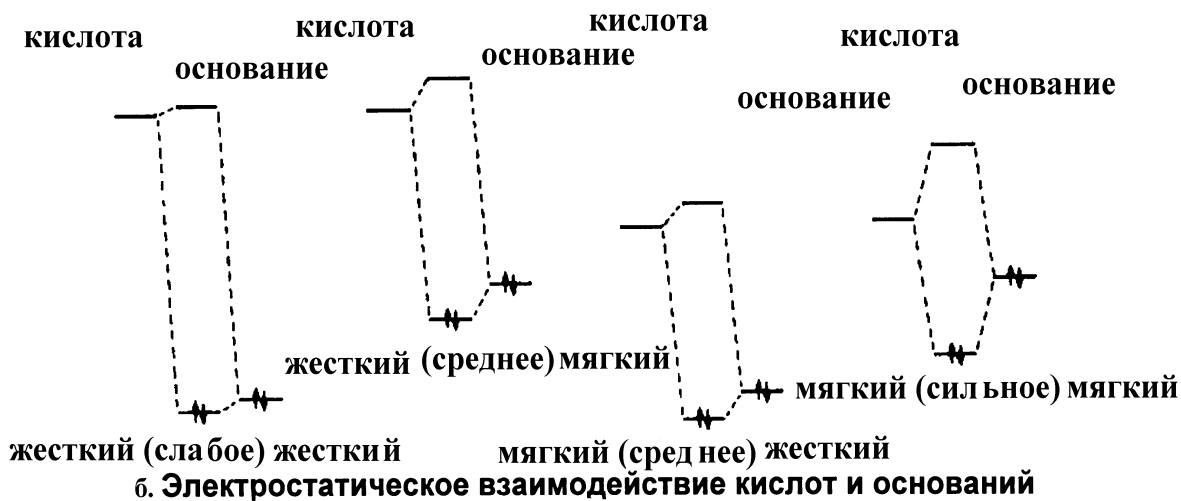 кислота
основание
кислота
основание
кислота
основание
кислота
основание
жесткий (слабое) жесткий
жесткий (среднее) мягкий
мягкий (среднее) жесткий
мягкий (сильное) мягкий
б. Электростатическое взаимодействие кислот и оснований